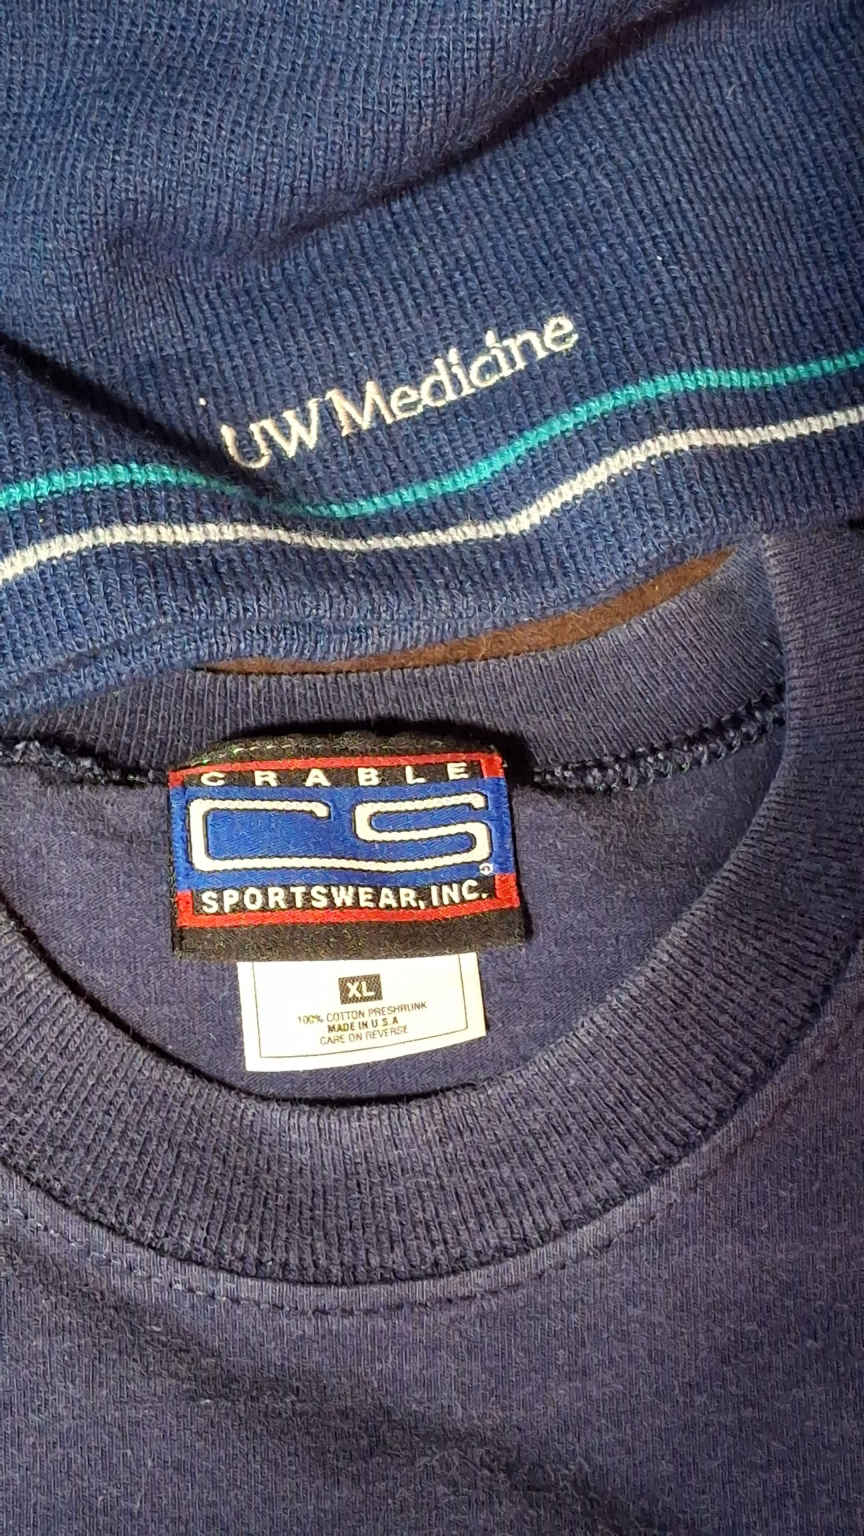 UW Medicine
CRABLE
CS
SPORTSWEAR, INC.
XL
100% COTTON PRESHRUNK
MADE IN U.S.A
CARE ON REVERSE